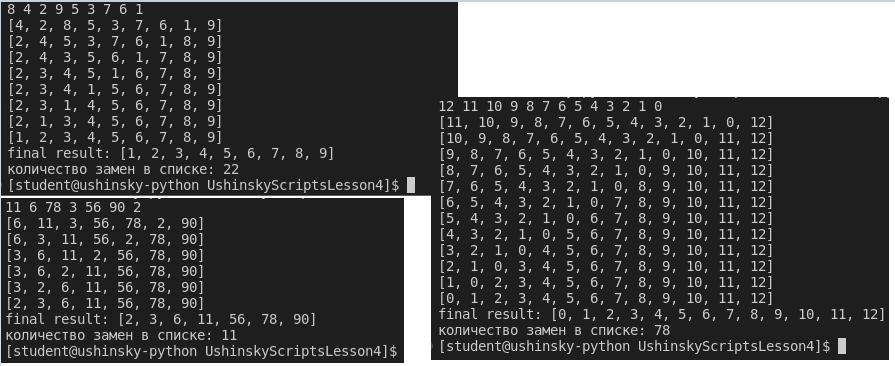 8 4 2 9 5 3 7 6 1
[4, 2, 8, 5, 3, 7, 6, 1, 9]
[2, 4, 5, 3, 7, 6, 1, 8, 9]
[2, 4, 3, 5, 6, 1, 7, 8, 9]
[2, 3, 4, 5, 1, 6, 7, 8, 9]
[2, 3, 4, 1, 5, 6, 7, 8, 9]
[2, 3, 1, 4, 5, 6, 7, 8, 9]
[2, 1, 3, 4, 5, 6, 7, 8, 9]
[1, 2, 3, 4, 5, 6, 7, 8, 9]
final result: [1, 2, 3, 4, 5, 6, 7, 8, 9]
количество замен в списке: 22
[student@ushinsky-python UshinskyScriptsLesson4]$
11 6 78 3 56 90 2
[6, 11, 3, 56, 78, 2, 90]
[6, 3, 11, 56, 2, 78, 90]
[3, 6, 11, 2, 56, 78, 90]
[3, 6, 2, 11, 56, 78, 90]
[3, 2, 6, 11, 56, 78, 90]
[2, 3, 6, 11, 56, 78, 90]
final result: [2, 3, 6, 11, 56, 78, 90]
количество замен в списке: 11
[student@ushinsky-python UshinskyScriptsLesson4]$
12 11 10 9 8 7 6 5 4 3 2 1 0
[11, 10, 9, 8, 7, 6, 5, 4, 3, 2, 1, 0, 12]
[10, 9, 8, 7, 6, 5, 4, 3, 2, 1, 0, 11, 12]
[9, 8, 7, 6, 5, 4, 3, 2, 1, 0, 10, 11, 12]
[8, 7, 6, 5, 4, 3, 2, 1, 0, 9, 10, 11, 12]
[7, 6, 5, 4, 3, 2, 1, 0, 8, 9, 10, 11, 12]
[6, 5, 4, 3, 2, 1, 0, 7, 8, 9, 10, 11, 12]
[5, 4, 3, 2, 1, 0, 6, 7, 8, 9, 10, 11, 12]
[4, 3, 2, 1, 0, 5, 6, 7, 8, 9, 10, 11, 12]
[3, 2, 1, 0, 4, 5, 6, 7, 8, 9, 10, 11, 12]
[2, 1, 0, 3, 4, 5, 6, 7, 8, 9, 10, 11, 12]
[1, 0, 2, 3, 4, 5, 6, 7, 8, 9, 10, 11, 12]
[0, 1, 2, 3, 4, 5, 6, 7, 8, 9, 10, 11, 12]
final result: [0, 1, 2, 3, 4, 5, 6, 7, 8, 9, 10, 11, 12]
количество замен в списке: 78
[student@ushinsky-python UshinskyScriptsLesson4]$